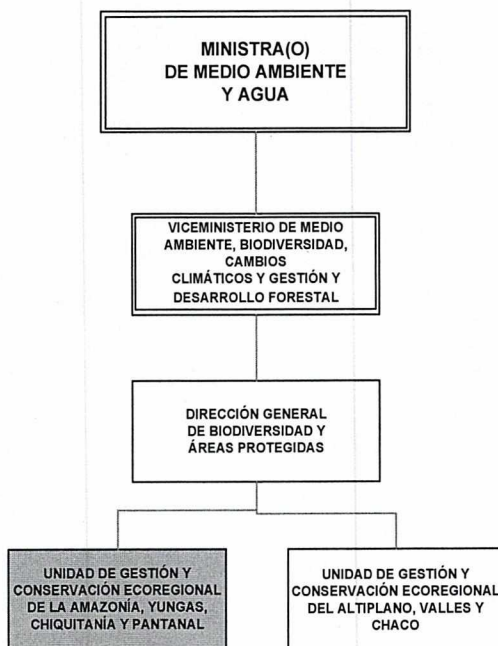 MINISTRA(O)
DE MEDIO AMBIENTE
Y AGUA
VICEMINISTERIO DE MEDIO
AMBIENTE, BIODIVERSIDAD,
CAMBIOS
CLIMÁTICOS Y GESTIÓN Y
DESARROLLO FORESTAL
DIRECCIÓN GENERAL
DE BIODIVERSIDAD Y
ÁREAS PROTEGIDAS
UNIDAD DE GESTIÓN Y
CONSERVACIÓN ECOREGIONAL
DE LA AMAZONÍA, YUNGAS,
CHIQUITANÍA Y PANTANAL
UNIDAD DE GESTIÓN Y
CONSERVACIÓN ECOREGIONAL
DEL ALTIPLANO, VALLES Y
CHACO